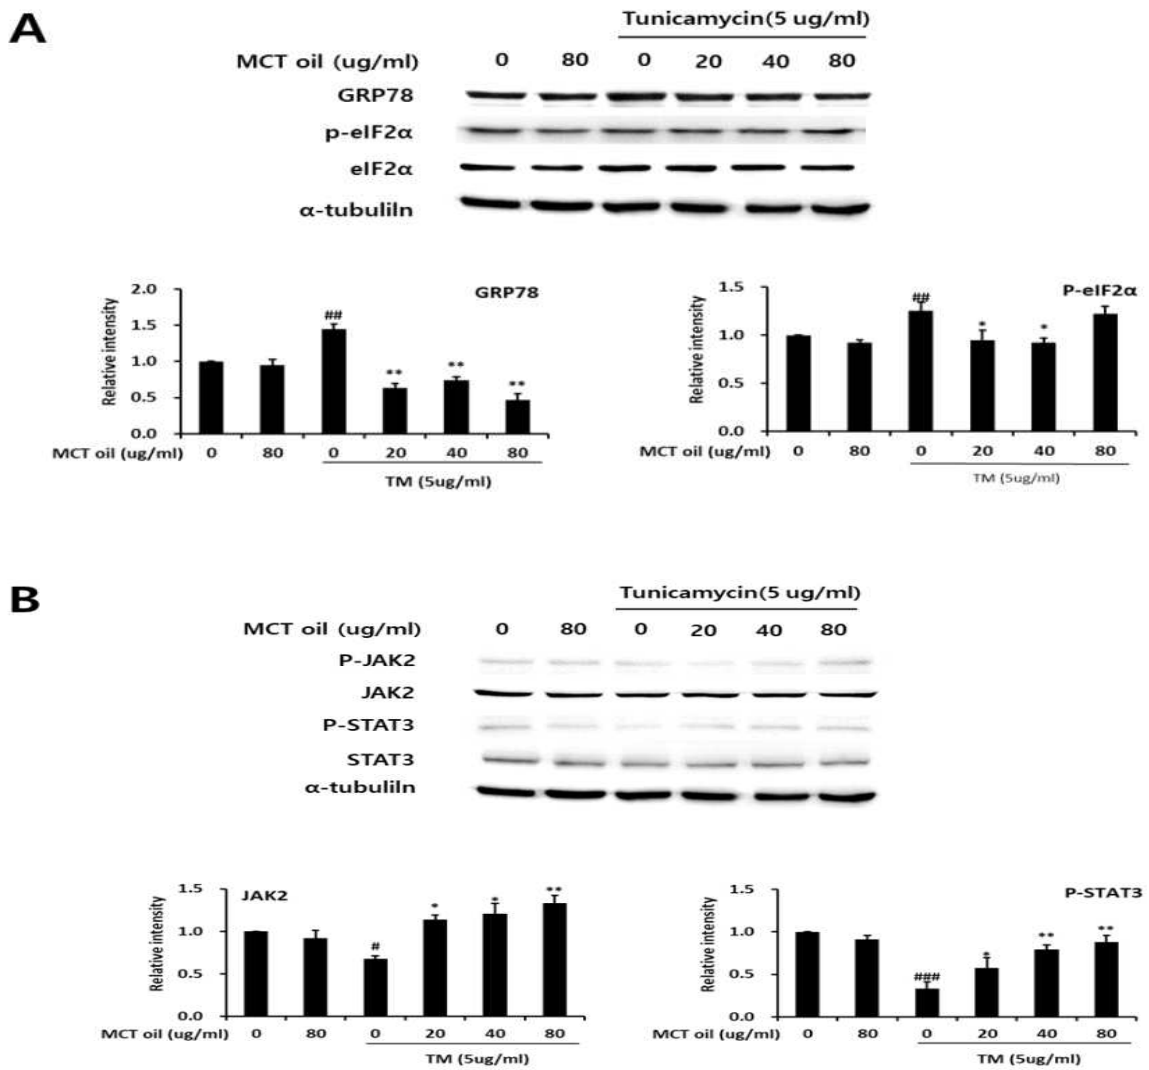 A
Tunicamycin(5 ug/ml)
MCT oil (ug/ml) 0 80 0 20 40 80
GRP78
p-eIF2α
eIF2α
α-tubuliln
GRP78
Relative intensity
2.0
1.5
1.0
0.5
0.0
##
**
**
**
MCT oil (ug/ml) 0 80 0 20 40 80
TM (5ug/ml)
P-eIF2α
Relative intensity
1.5
1.0
0.5
0.0
##
*
*
MCT oil (ug/ml) 0 80 0 20 40 80
TM (5ug/ml)
B
Tunicamycin(5 ug/ml)
MCT oil (ug/ml) 0 80 0 20 40 80
P-JAK2
JAK2
P-STAT3
STAT3
α-tubuliln
JAK2
Relative intensity
1.5
1.0
0.5
0.0
#
*
*
**
MCT oil (ug/ml) 0 80 0 20 40 80
TM (5ug/ml)
P-STAT3
Relative intensity
1.5
1.0
0.5
0.0
###
*
**
**
MCT oil (ug/ml) 0 80 0 20 40 80
TM (5ug/ml)